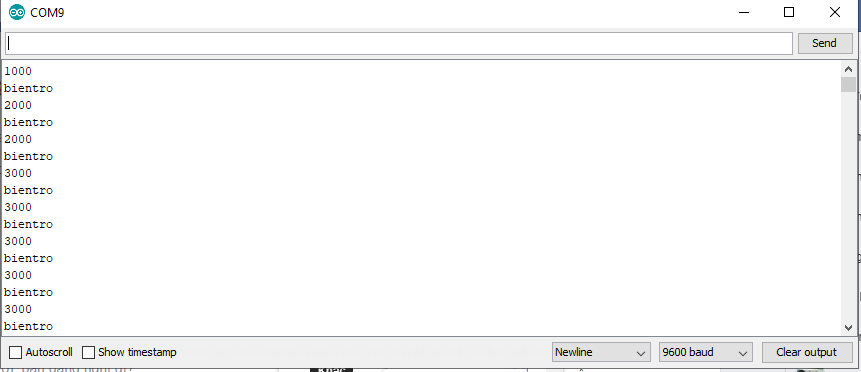 COM9
Send
1000
bientro
2000
bientro
2000
bientro
3000
bientro
3000
bientro
3000
bientro
3000
bientro
3000
bientro
Autoscroll Show timestamp Newline 9600 baud Clear output